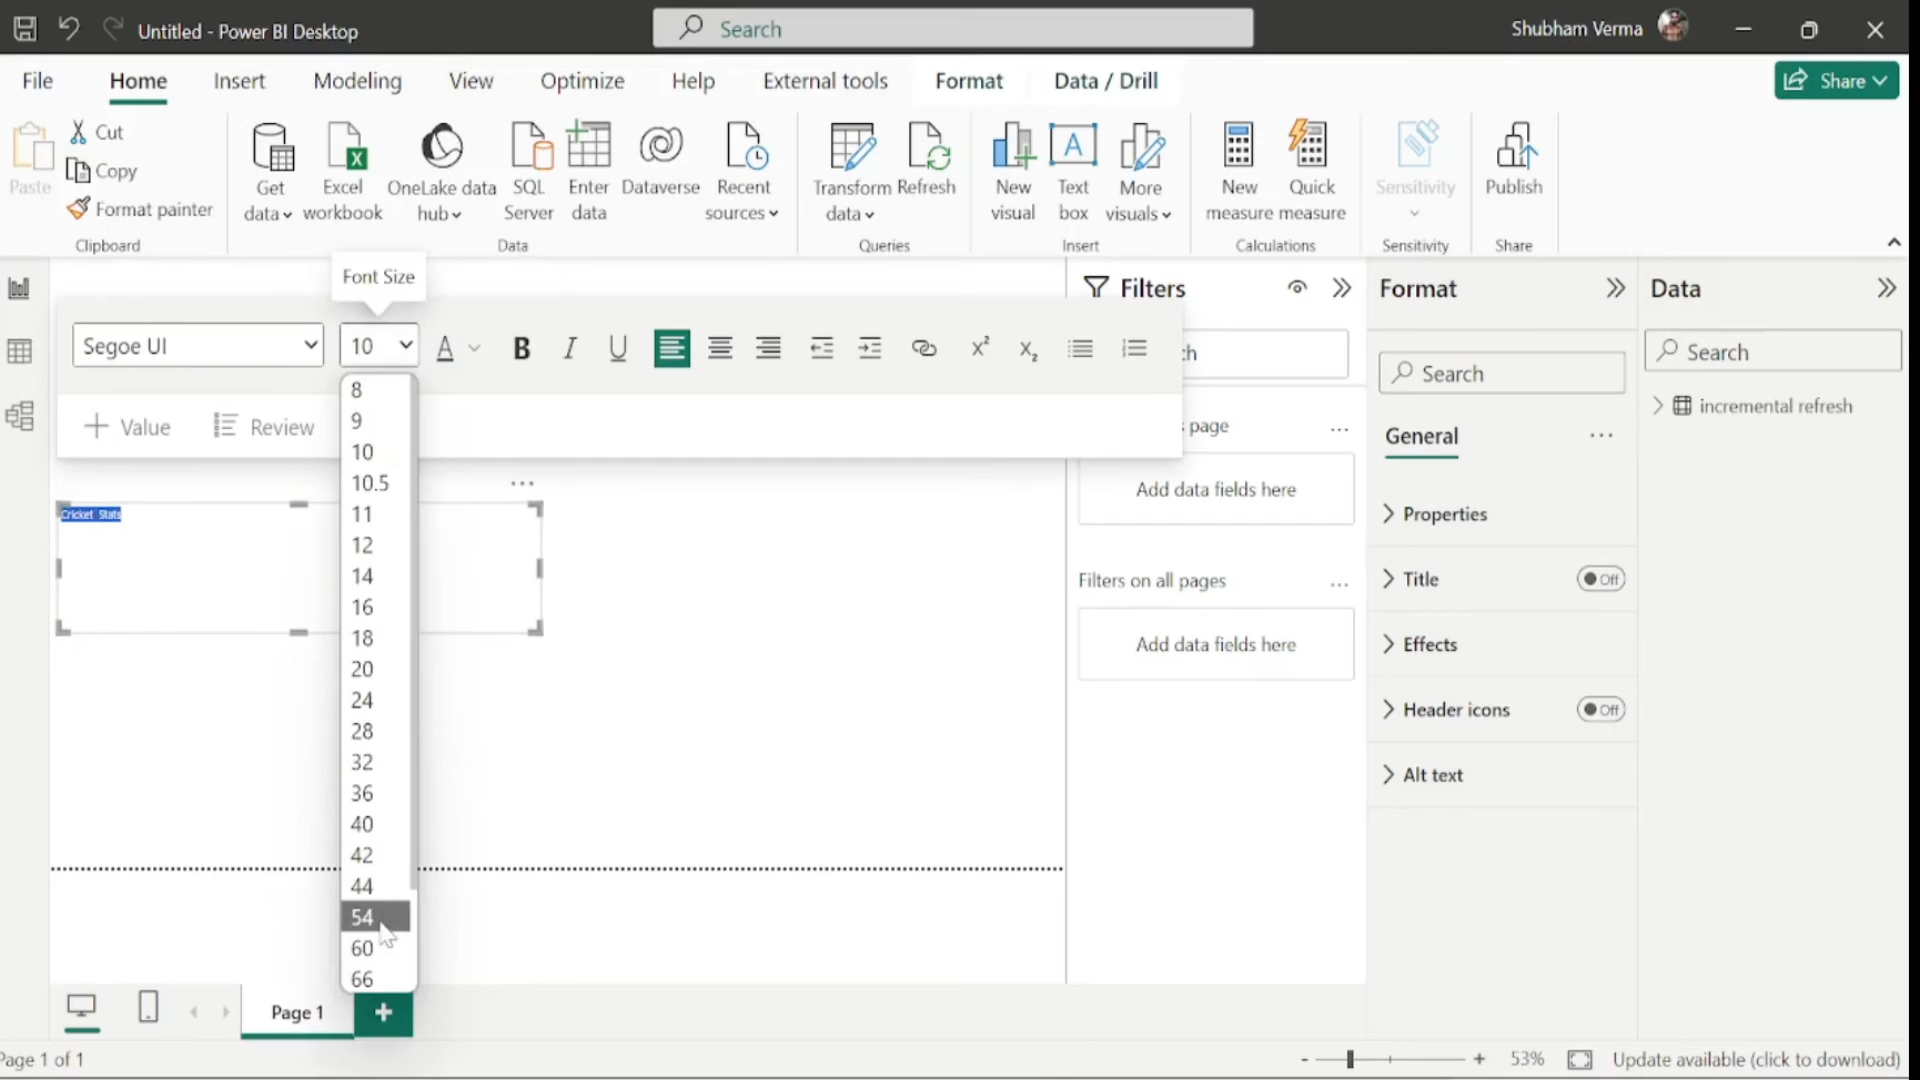 Untitled - Power BI Desktop
Search
Shubham Verma
File Home Insert Modeling View Optimize Help External tools Format Data / Drill
Share
Paste
Cut
Copy
Format painter
Clipboard
Get data
Excel workbook
OneLake data hub
SQL Server
Enter data
Dataverse
Recent sources
Data
Transform data
Refresh
Queries
New visual
Text box
More visuals
Insert
New measure
Quick measure
Calculations
Sensitivity
Sensitivity
Publish
Share
Font Size
Segoe UI
10
A B I U
+ Value
Review
8
9
10
10.5
11
12
14
16
18
20
24
28
32
36
40
42
44
54
60
66
Cricket Stats
Filters
page
Add data fields here
Filters on all pages
Add data fields here
Format
Search
General
Properties
Title Off
Effects
Header icons Off
Alt text
Data
Search
incremental refresh
Page 1
Page 1 of 1
53%
Update available (click to download)